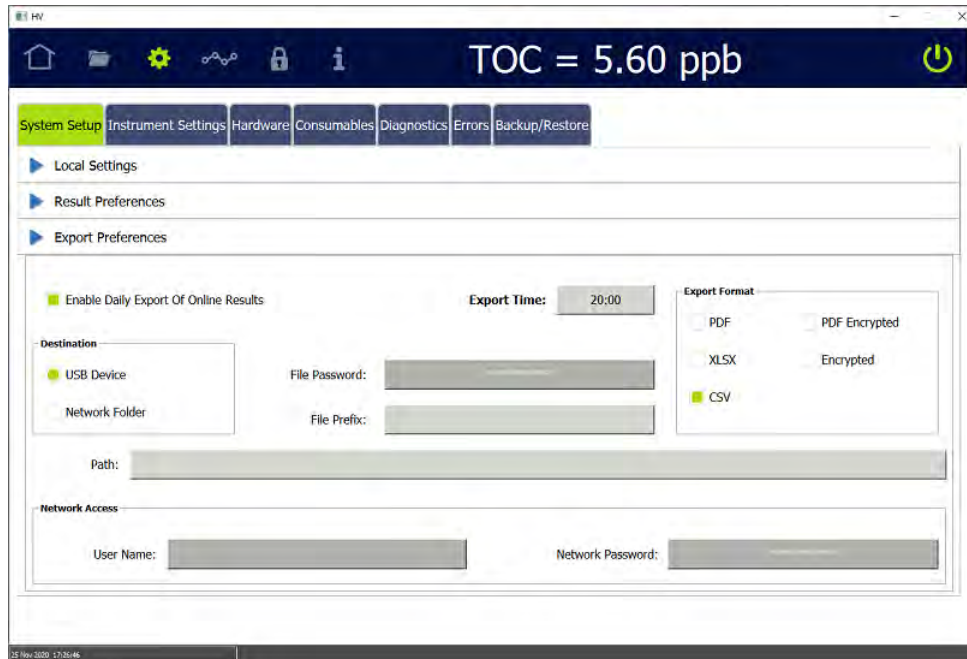 HV
TOC = 5.60 ppb
System Setup Instrument Settings Hardware Consumables Diagnostics Errors Backup/Restore
Local Settings
Result Preferences
Export Preferences
Enable Daily Export Of Online Results
Export Time: 20:00
Export Format
PDF PDF Encrypted
XLSX Encrypted
CSV
Destination
USB Device
Network Folder
File Password:
File Prefix:
Path:
Network Access
User Name:
Network Password:
25 Nov 2020 17:26:46